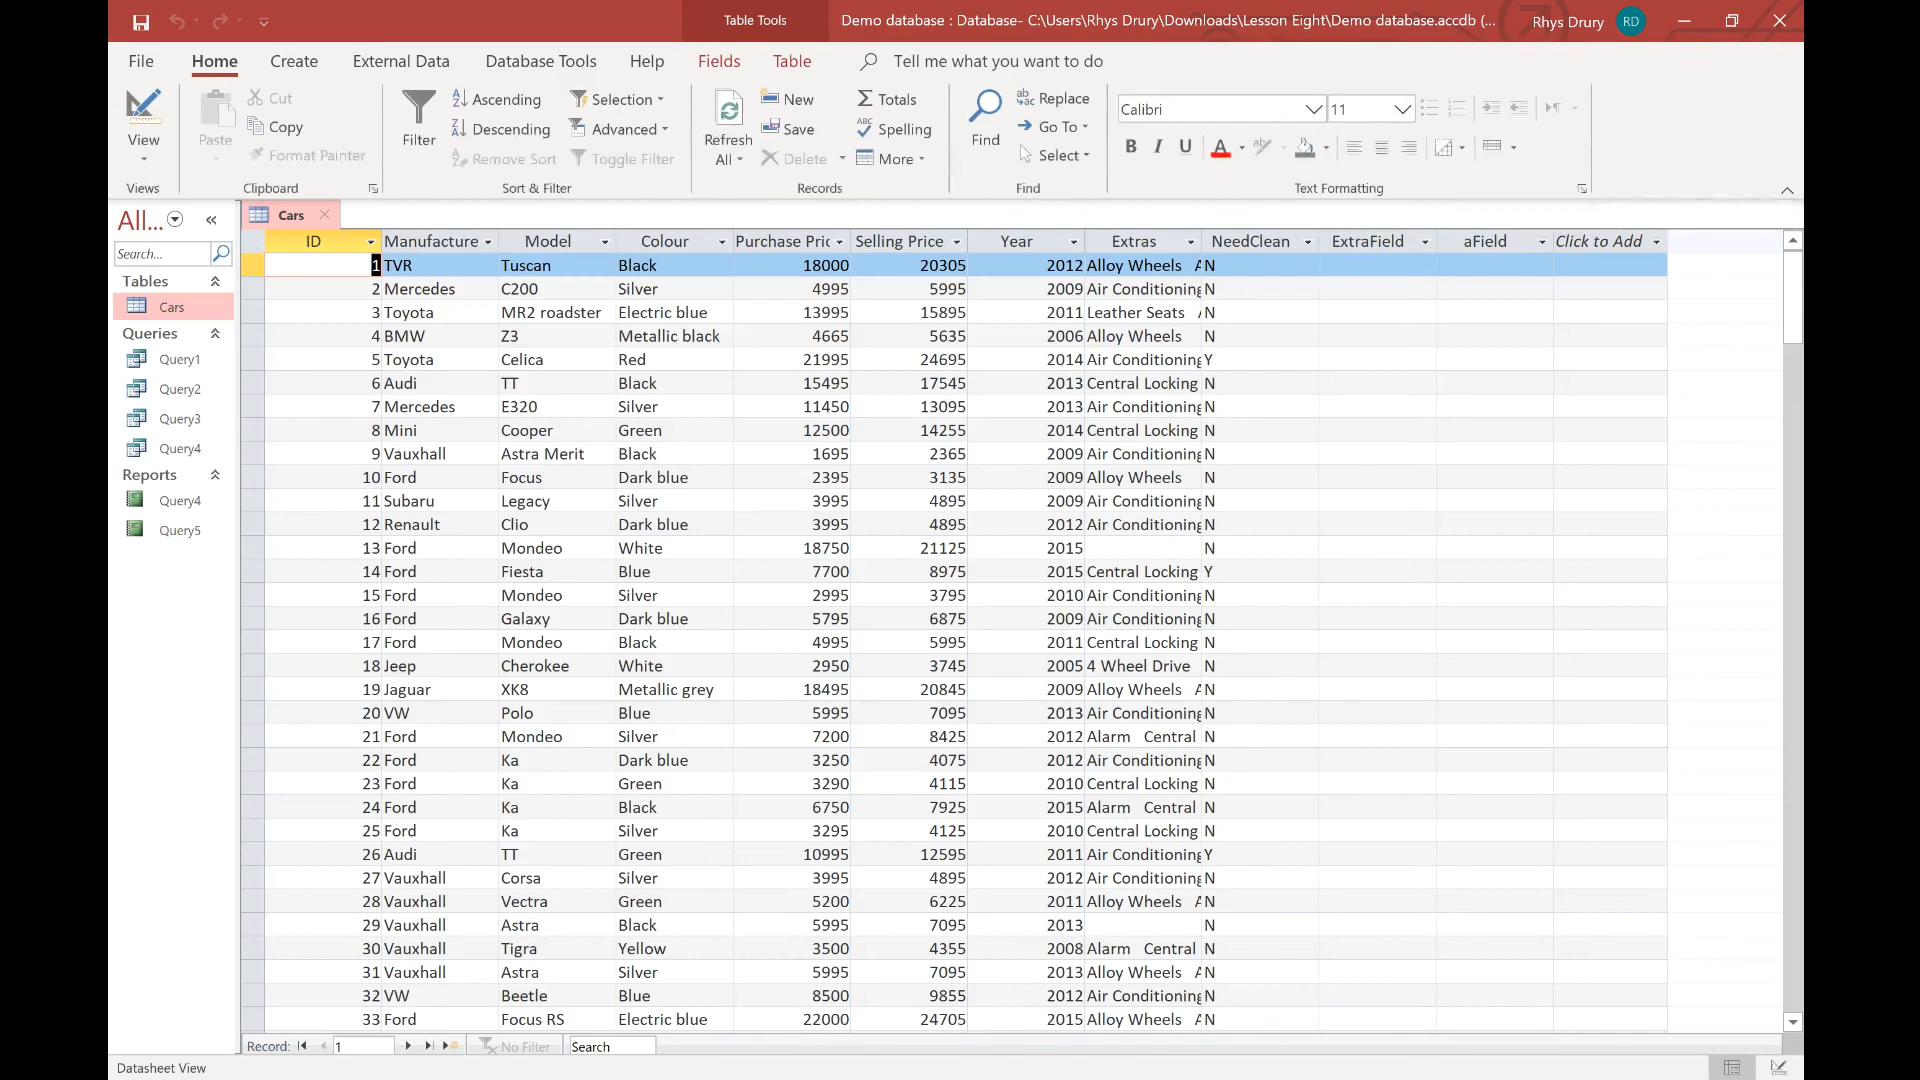 Table Tools
Demo database : Database- C:\Users\Rhys Drury\Downloads\Lesson Eight\Demo database.accdb (...
Rhys Drury
RD
File Home Create External Data Database Tools Help Fields Table Tell me what you want to do
View
Views
Paste
Cut
Copy
Format Painter
Clipboard
Filter
Ascending
Descending
Remove Sort
Selection
Advanced
Toggle Filter
Sort & Filter
Refresh
All
New
Save
Delete
Totals
Spelling
More
Records
Find
Replace
Go To
Select
Find
Calibri
11
B I U A
Text Formatting
All...
Search...
Tables
Cars
Queries
Query1
Query2
Query3
Query4
Reports
Query4
Query5
Cars
ID Manufacture Model Colour Purchase Pric Selling Price Year Extras NeedClean ExtraField aField Click to Add
1 TVR Tuscan Black 18000 20305 2012 Alloy Wheels A N
2 Mercedes C200 Silver 4995 5995 2009 Air Conditioning N
3 Toyota MR2 roadster Electric blue 13995 15895 2011 Leather Seats A N
4 BMW Z3 Metallic black 4665 5635 2006 Alloy Wheels N
5 Toyota Celica Red 21995 24695 2014 Air Conditioning Y
6 Audi TT Black 15495 17545 2013 Central Locking N
7 Mercedes E320 Silver 11450 13095 2013 Air Conditioning N
8 Mini Cooper Green 12500 14255 2014 Central Locking N
9 Vauxhall Astra Merit Black 1695 2365 2009 Air Conditioning N
10 Ford Focus Dark blue 2395 3135 2009 Alloy Wheels N
11 Subaru Legacy Silver 3995 4895 2009 Air Conditioning N
12 Renault Clio Dark blue 3995 4895 2012 Air Conditioning N
13 Ford Mondeo White 18750 21125 2015 N
14 Ford Fiesta Blue 7700 8975 2015 Central Locking Y
15 Ford Mondeo Silver 2995 3795 2010 Air Conditioning N
16 Ford Galaxy Dark blue 5795 6875 2009 Air Conditioning N
17 Ford Mondeo Black 4995 5995 2011 Central Locking N
18 Jeep Cherokee White 2950 3745 2005 4 Wheel Drive N
19 Jaguar XK8 Metallic grey 18495 20845 2009 Alloy Wheels A N
20 VW Polo Blue 5995 7095 2013 Air Conditioning N
21 Ford Mondeo Silver 7200 8425 2012 Alarm Central N
22 Ford Ka Dark blue 3250 4075 2012 Air Conditioning N
23 Ford Ka Green 3290 4115 2010 Central Locking N
24 Ford Ka Black 6750 7925 2015 Alarm Central N
25 Ford Ka Silver 3295 4125 2010 Central Locking N
26 Audi TT Green 10995 12595 2011 Air Conditioning Y
27 Vauxhall Corsa Silver 3995 4895 2012 Air Conditioning N
28 Vauxhall Vectra Green 5200 6225 2011 Alloy Wheels A N
29 Vauxhall Astra Black 5995 7095 2013 N
30 Vauxhall Tigra Yellow 3500 4355 2008 Alarm Central N
31 Vauxhall Astra Silver 5995 7095 2013 Alloy Wheels A N
32 VW Beetle Blue 8500 9855 2012 Air Conditioning N
33 Ford Focus RS Electric blue 22000 24705 2015 Alloy Wheels A N
Record: 1 No Filter Search
Datasheet View